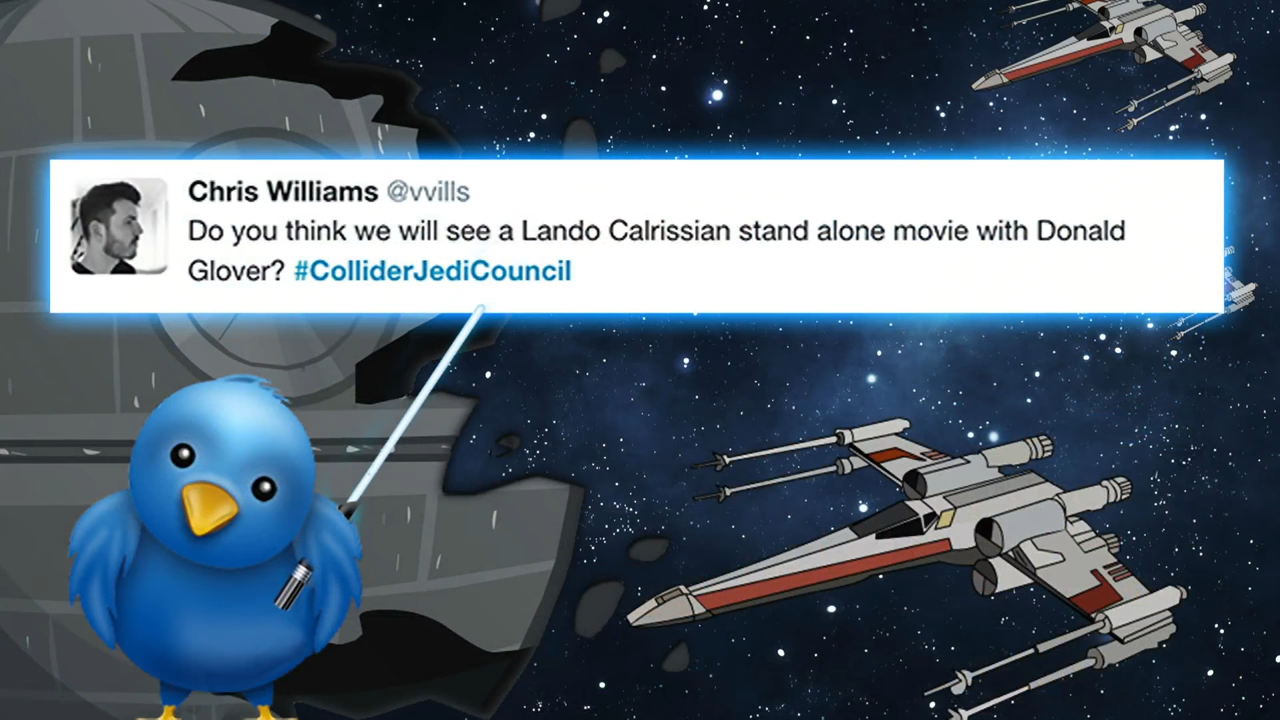 Chris Williams @vvills
Do you think we will see a Lando Calrissian stand alone movie with Donald
Glover? #ColliderJediCouncil